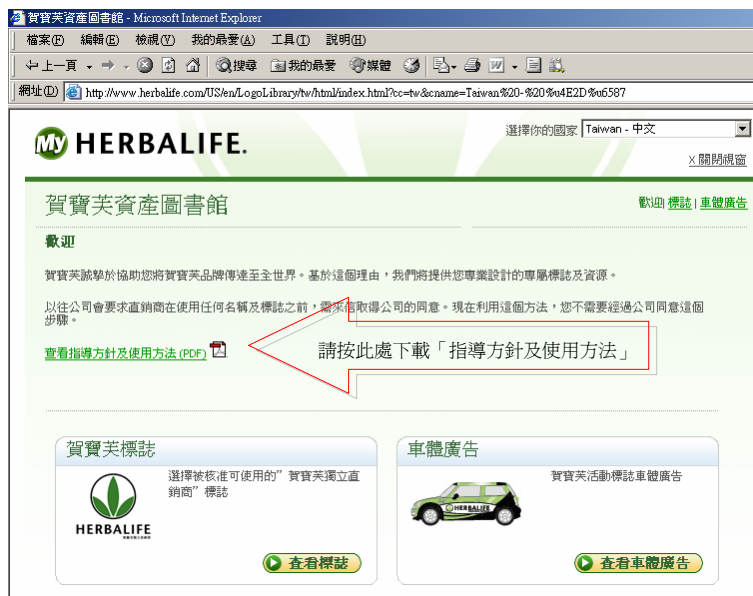 賀寶芙資產圖書館 - Microsoft Internet Explorer
檔案(F) 編輯(E) 檢視(V) 我的最愛(A) 工具(T) 說明(H)
上一頁 搜尋 我的最愛 媒體
網址(D) http://www.herbalife.com/US/en/LogoLibrary/tw/html/index.html?cc=tw&cname=Taiwan%20-%20%u4E2D%u6587
My HERBALIFE.
選擇你的國家 Taiwan - 中文
X 關閉視窗
賀寶芙資產圖書館
歡迎| 標誌 | 車體廣告
歡迎
賀寶芙誠摯於協助您將賀寶芙品牌傳達至全世界。基於這個理由，我們將提供您專業設計的專屬標誌及資源。
以往公司會要求直銷商在使用任何名稱及標誌之前，需來信取得公司的同意。現在利用這個方法，您不需要經過公司同意這個
步驟。
查看指導方針及使用方法 (PDF)
請按此處下載「指導方針及使用方法」
賀寶芙標誌
選擇被核准可使用的”賀寶芙獨立直
銷商”標誌
HERBALIFE
查看標誌
車體廣告
賀寶芙活動標誌車體廣告
HERBALIFE
查看車體廣告